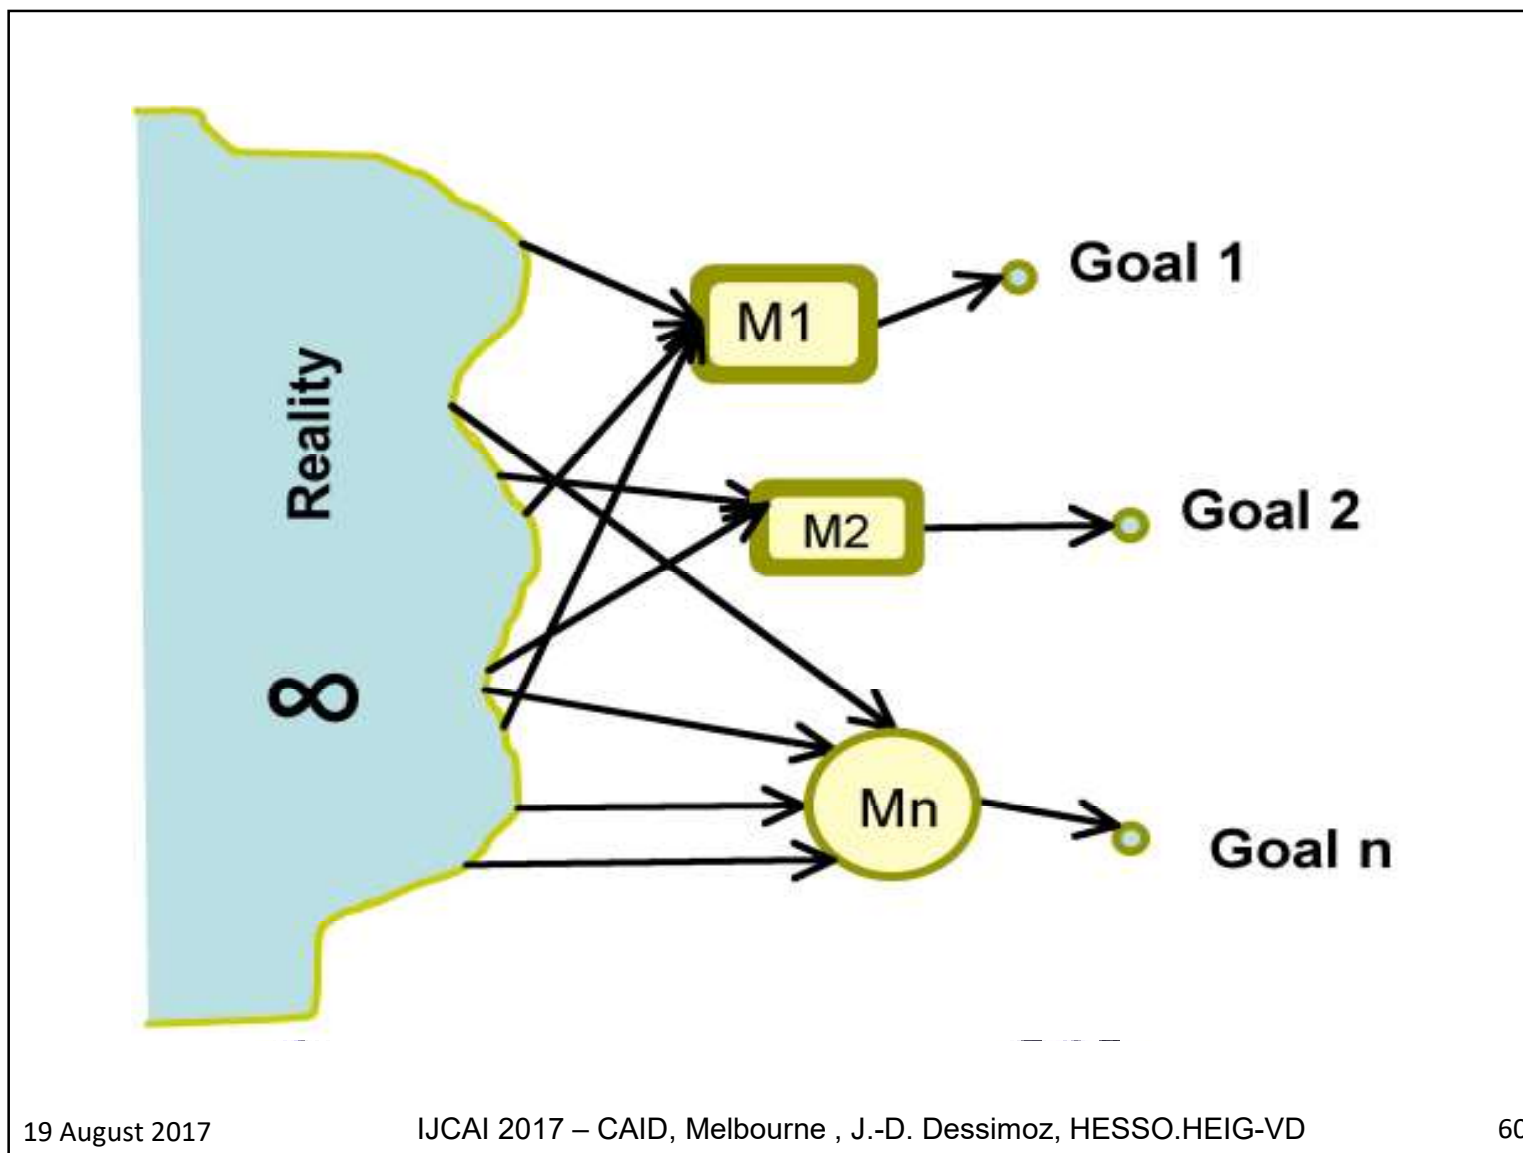 Reality
∞
M1
Goal 1
M2
Goal 2
Mn
Goal n
19 August 2017
IJCAI 2017 – CAID, Melbourne , J.-D. Dessimoz, HESSO.HEIG-VD
60